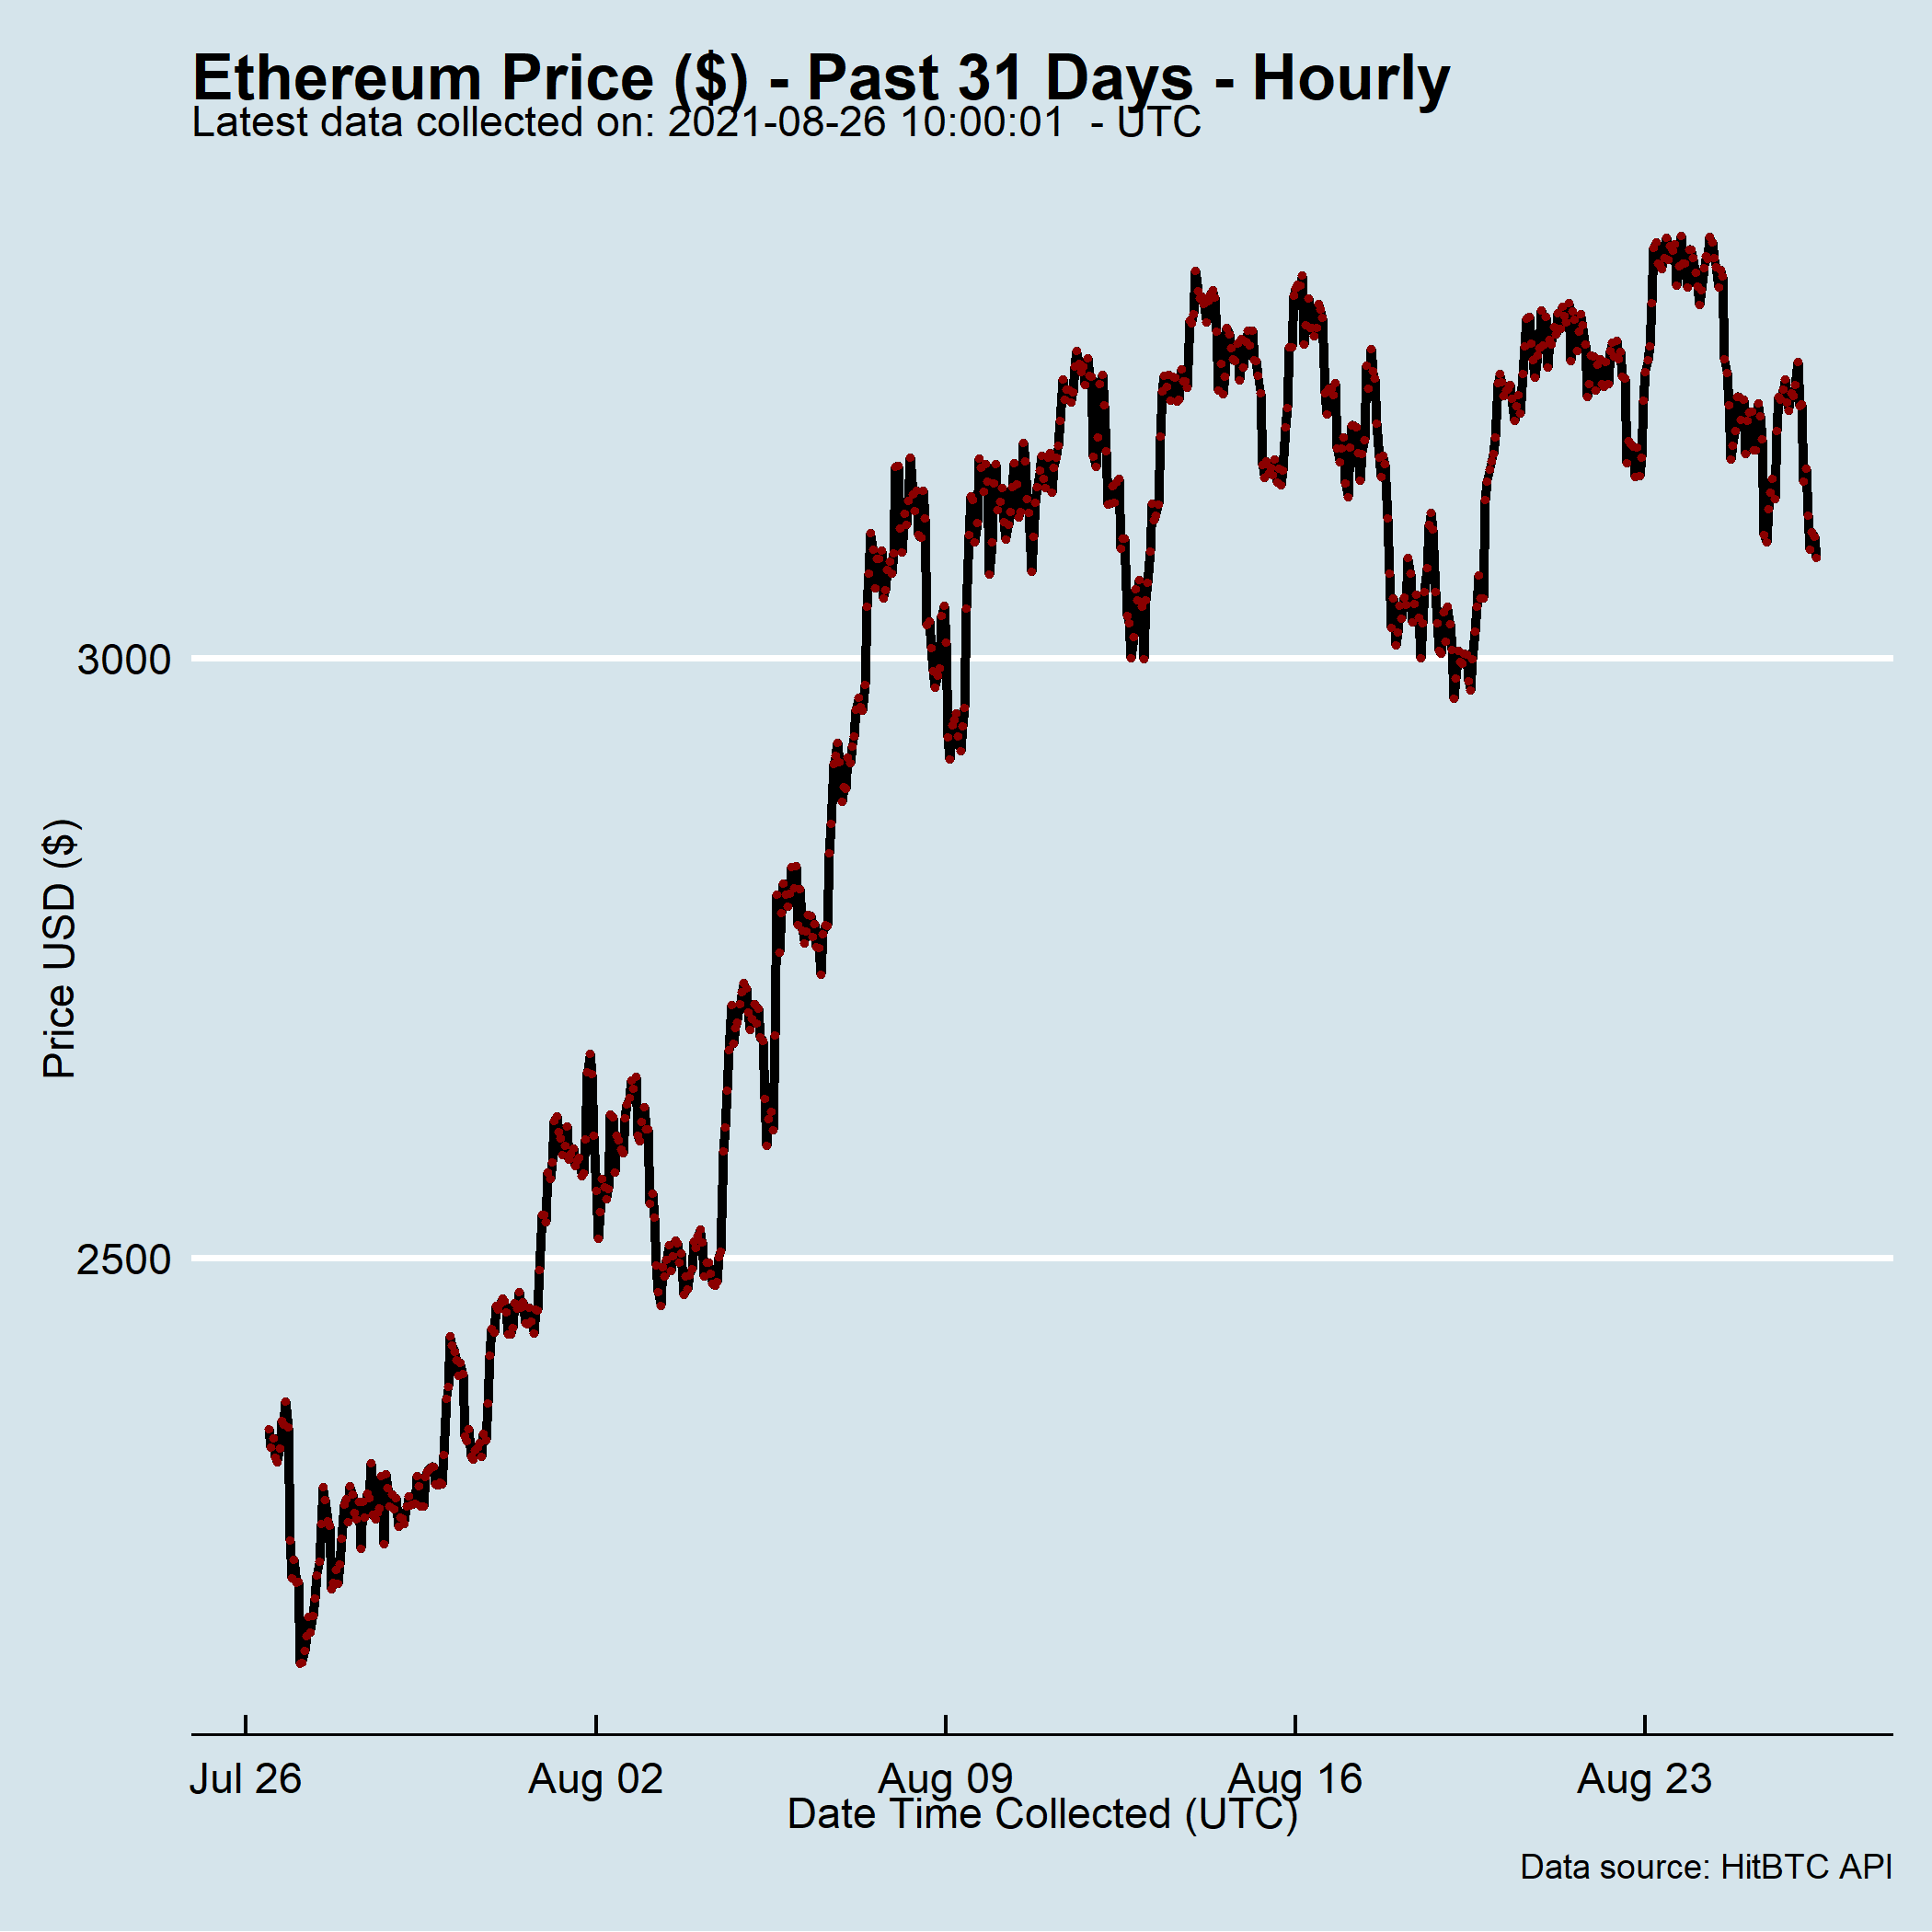 Ethereum Price ($) - Past 31 Days - Hourly
Latest data collected on: 2021-08-26 10:00:01  - UTC
Price USD ($)
3000
2500
Jul 26
Aug 02
Aug 09
Aug 16
Aug 23
Date Time Collected (UTC)
Data source: HitBTC API